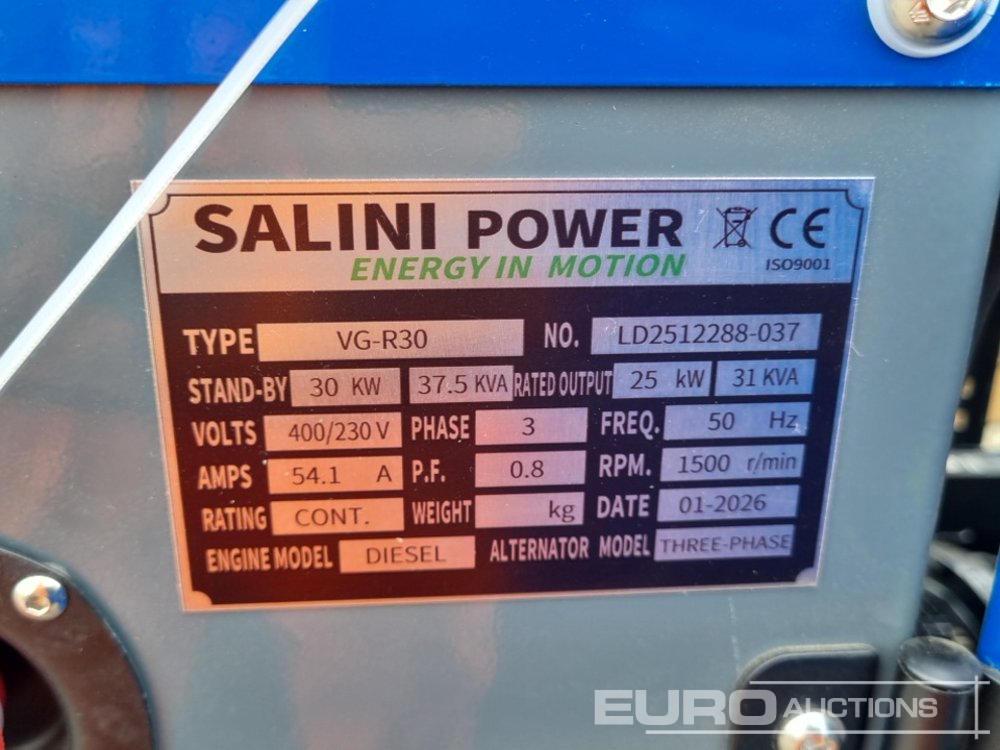 SALINI POWER CE
ENERGY IN MOTION ISO9001
TYPE VG-R30 NO. LD2512288-037
STAND-BY 30 KW 37.5 KVA RATED OUTPUT 25 kW 31 KVA
VOLTS 400/230 V PHASE 3 FREQ. 50 Hz
AMPS 54.1 A P.F. 0.8 RPM. 1500 r/min
RATING CONT. WEIGHT kg DATE 01-2026
ENGINE MODEL DIESEL ALTERNATOR MODEL THREE-PHASE
EURO AUCTIONS